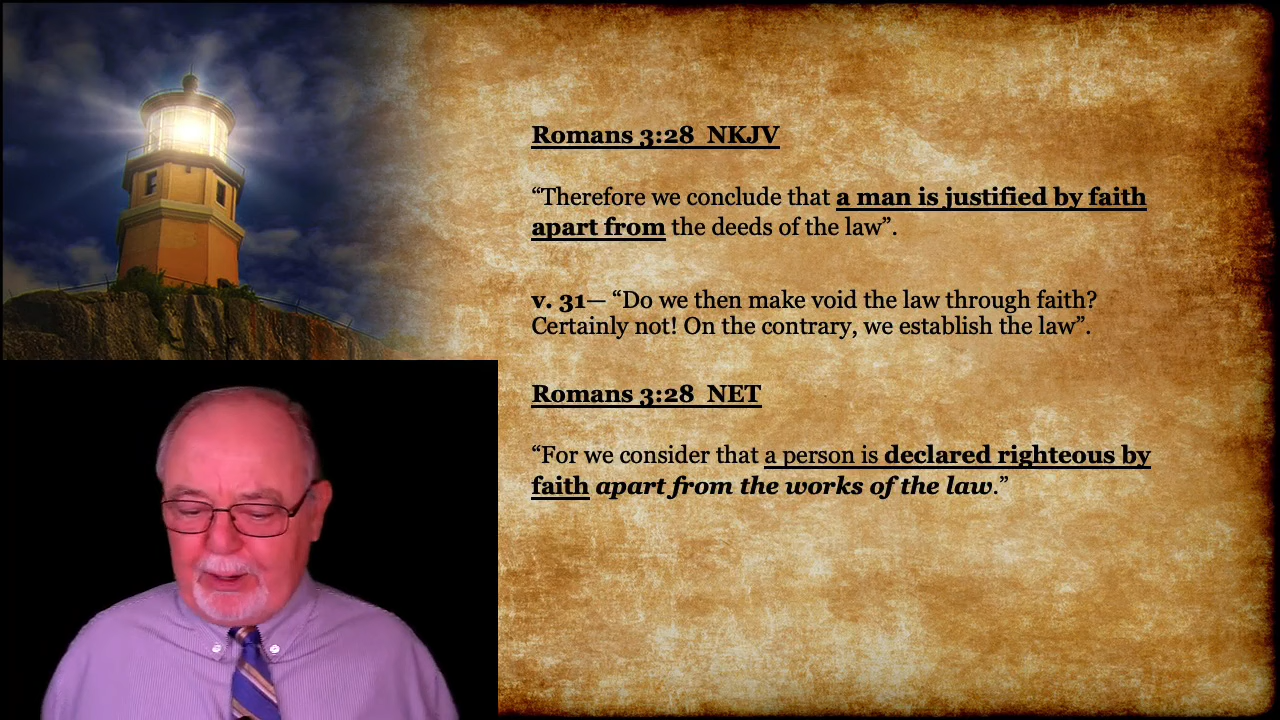 Romans 3:28  NKJV
“Therefore we conclude that a man is justified by faith
apart from the deeds of the law”.
v. 31— “Do we then make void the law through faith?
Certainly not! On the contrary, we establish the law”.
Romans 3:28  NET
“For we consider that a person is declared righteous by
faith apart from the works of the law.”